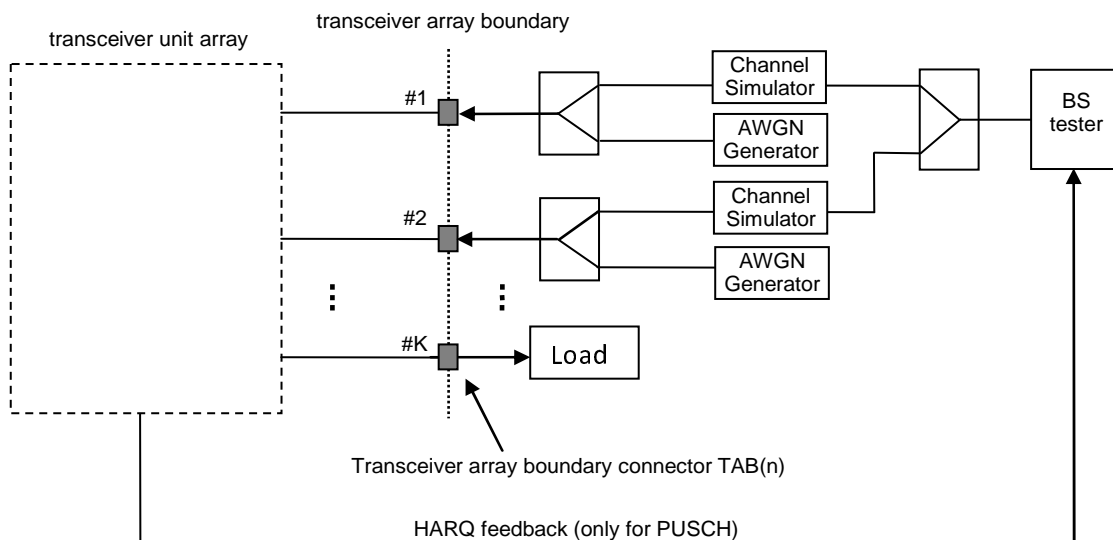 transceiver array boundary
transceiver unit array
#1
Channel
Simulator
AWGN
Generator
BS
tester
#2
Channel
Simulator
AWGN
Generator
#K
Load
Transceiver array boundary connector TAB(n)
HARQ feedback (only for PUSCH)